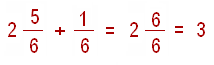 2 5/6 + 1/6 = 2 6/6 = 3